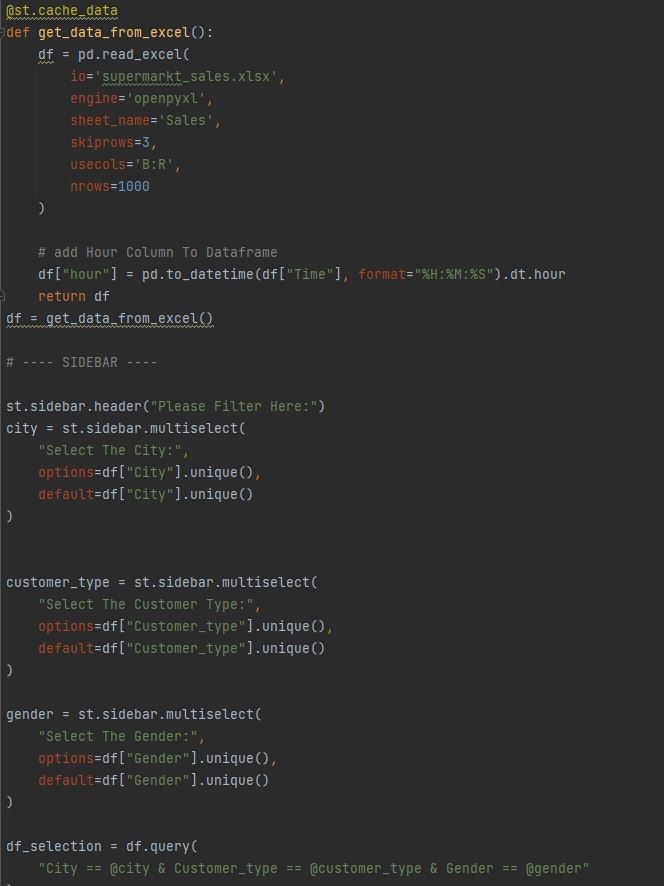 @st.cache_data
def get_data_from_excel():
    df = pd.read_excel(
        io='supermarkt_sales.xlsx',
        engine='openpyxl',
        sheet_name='Sales',
        skiprows=3,
        usecols='B:R',
        nrows=1000
    )

    # add Hour Column To Dataframe
    df["hour"] = pd.to_datetime(df["Time"], format="%H:%M:%S").dt.hour
    return df
df = get_data_from_excel()

# ---- SIDEBAR ----

st.sidebar.header("Please Filter Here:")
city = st.sidebar.multiselect(
    "Select The City:",
    options=df["City"].unique(),
    default=df["City"].unique()
)


customer_type = st.sidebar.multiselect(
    "Select The Customer Type:",
    options=df["Customer_type"].unique(),
    default=df["Customer_type"].unique()
)

gender = st.sidebar.multiselect(
    "Select The Gender:",
    options=df["Gender"].unique(),
    default=df["Gender"].unique()
)

df_selection = df.query(
    "City == @city & Customer_type == @customer_type & Gender == @gender"